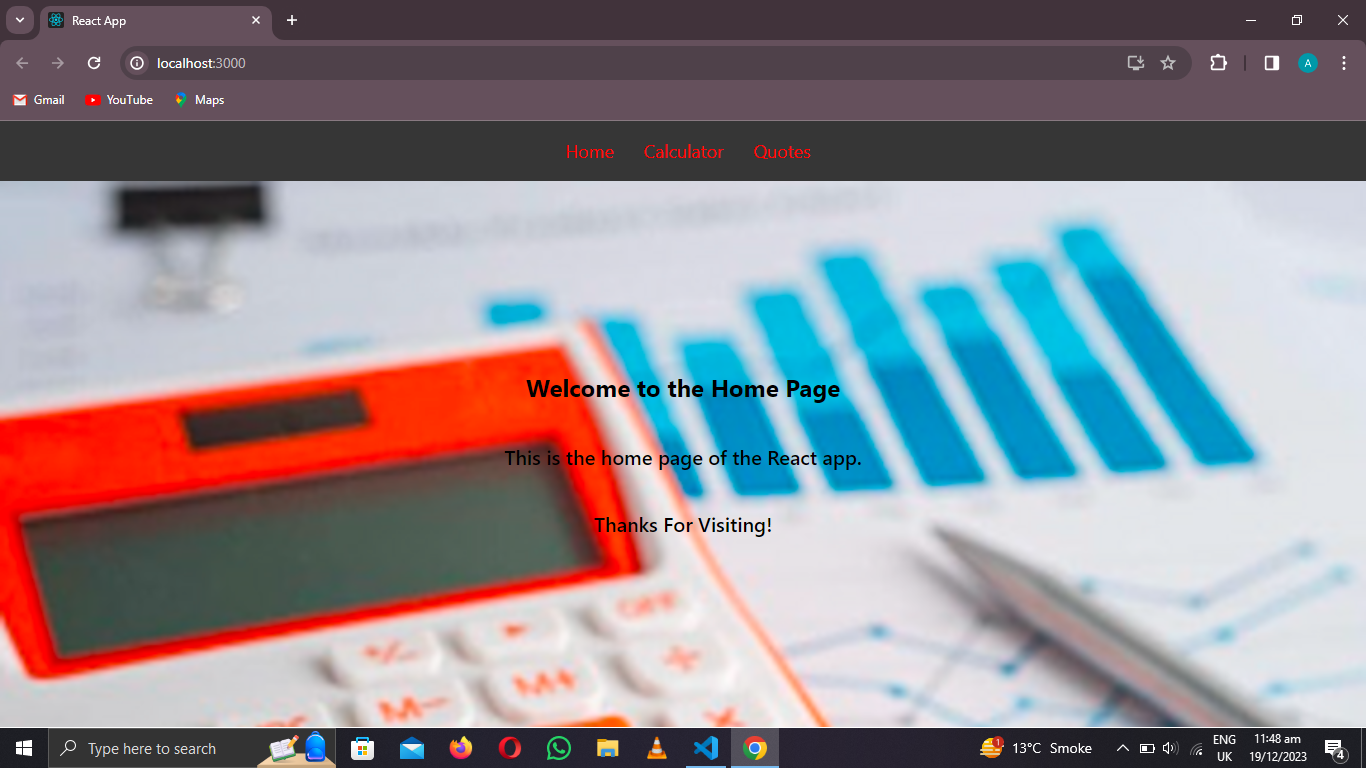 React App
localhost:3000
A
Gmail YouTube Maps
Home Calculator Quotes
Welcome to the Home Page
This is the home page of the React app.
Thanks For Visiting!
OFF
+/-
M- M+
Type here to search
1
13°C Smoke
ENG
UK
11:48 am
19/12/2023
4